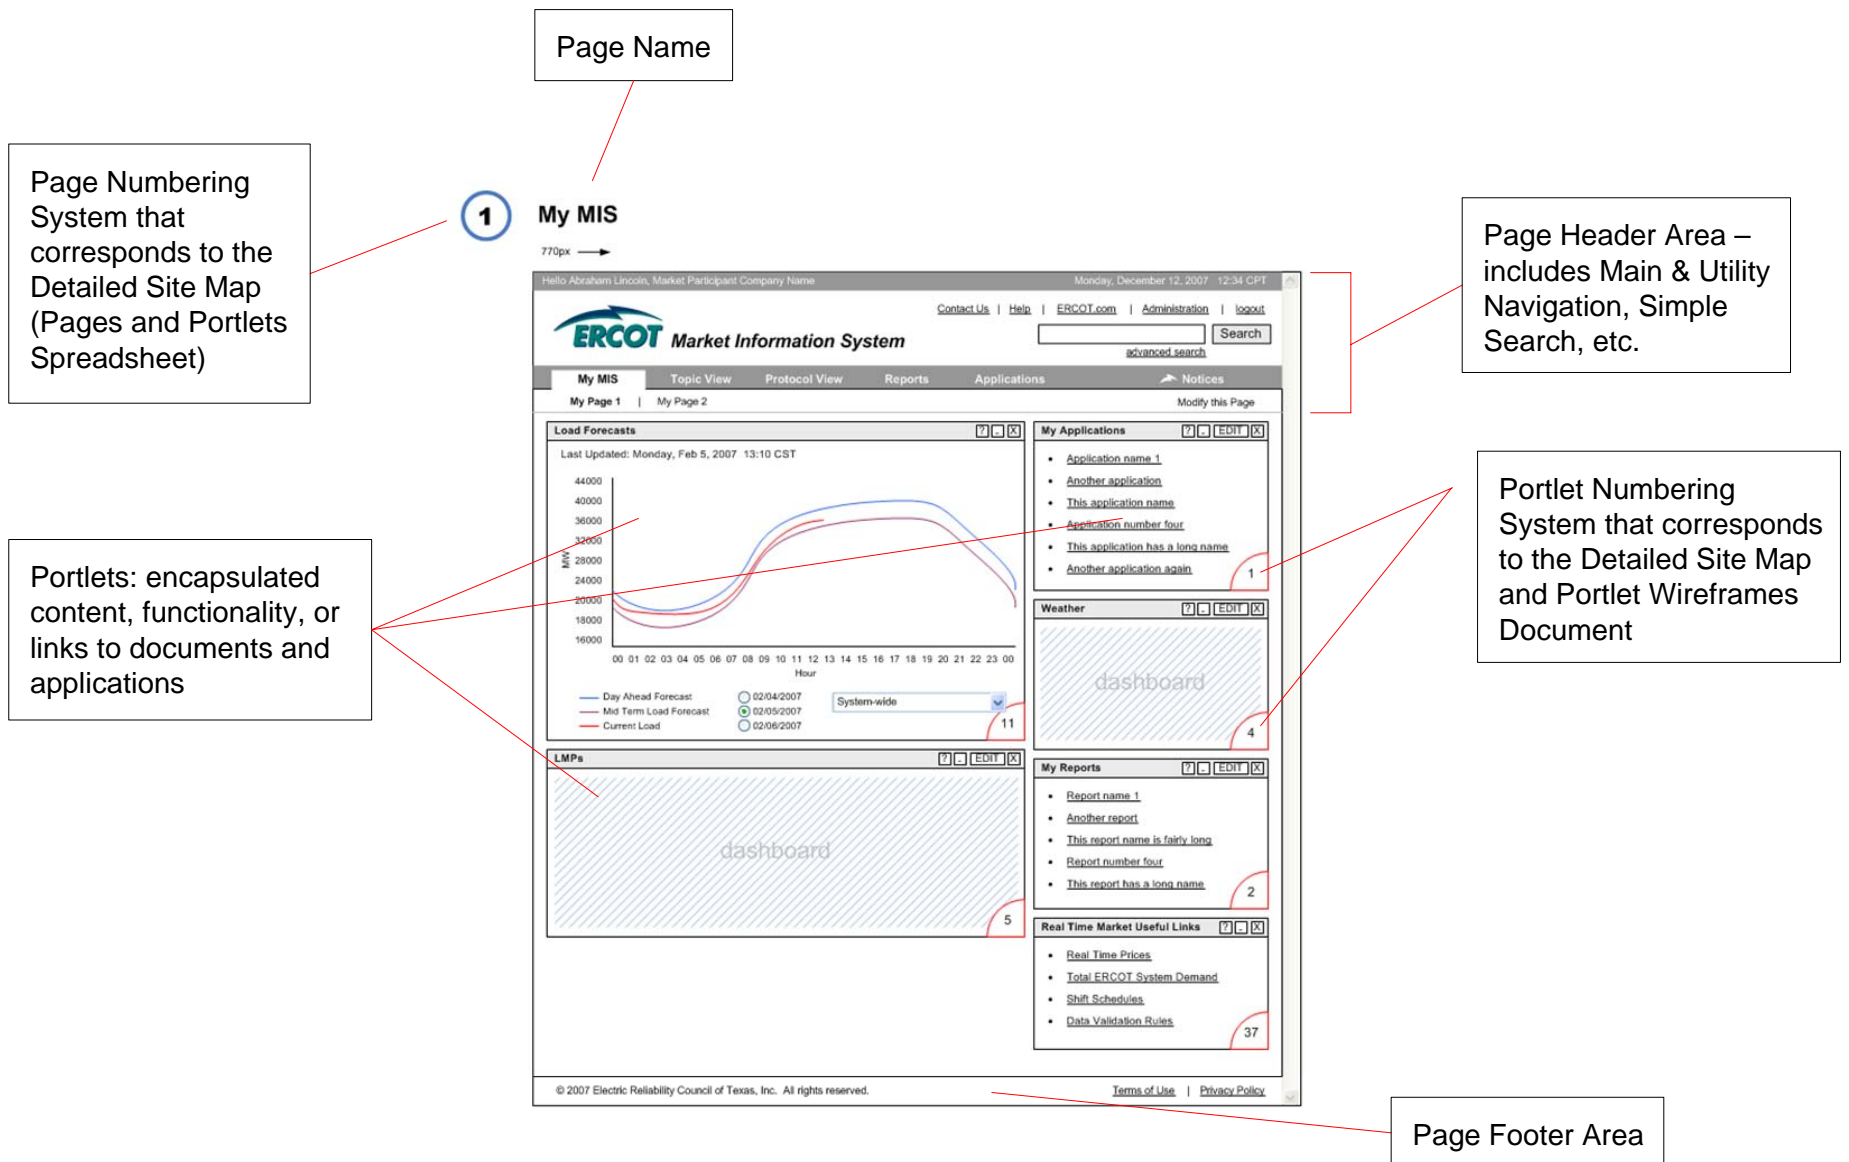 Page Name
Page Numbering
System that
corresponds to the
Detailed Site Map
(Pages and Portlets
Spreadsheet)
1
My MIS
770px
Page Header Area –
includes Main & Utility
Navigation, Simple
Search, etc.
Hello Abraham Lincoln, Market Participant Company Name
Monday, December 12, 2007 12:34 CPT
Contact Us | Help | ERCOT.com | Administration | logout
ERCOT Market Information System
Search
advanced search
My MIS Topic View Protocol View Reports Applications Notices
My Page 1 | My Page 2 Modify this Page
Load Forecasts ? - X
Last Updated: Monday, Feb 5, 2007 13:10 CST
44000
40000
36000
32000
28000
24000
20000
18000
16000
MW
00 01 02 03 04 05 06 07 08 09 10 11 12 13 14 15 16 17 18 19 20 21 22 23 00
Hour
Day Ahead Forecast
Mid Term Load Forecast
Current Load
02/04/2007
02/05/2007
02/06/2007
System-wide
11
My Applications ? - EDIT X
Application name 1
Another application
This application name
Application number four
This application has a long name
Another application again
1
Portlet Numbering
System that corresponds
to the Detailed Site Map
and Portlet Wireframes
Document
Portlets: encapsulated
content, functionality, or
links to documents and
applications
Weather ? - EDIT X
dashboard
4
LMPs ? - EDIT X
dashboard
5
My Reports ? - EDIT X
Report name 1
Another report
This report name is fairly long
Report number four
This report has a long name
2
Real Time Market Useful Links ? - X
Real Time Prices
Total ERCOT System Demand
Shift Schedules
Data Validation Rules
37
© 2007 Electric Reliability Council of Texas, Inc. All rights reserved.
Terms of Use | Privacy Policy
Page Footer Area